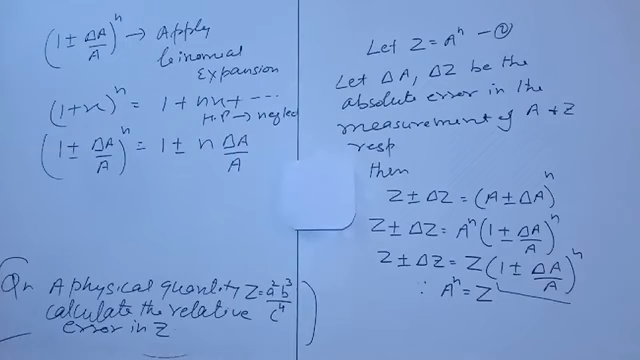 (1 ± ΔA/A)^n → Apply
binomial
expansion
(1+x)^n = 1 + nx + ---
H.P → neglect
(1 ± ΔA/A)^n = 1 ± n ΔA/A
Qn A physical quantity Z = a²b³/c⁴
calculate the relative
error in Z
Let Z = A^n —②
Let ΔA, ΔZ be the
absolute error in the
measurement of A & Z
resp
then
Z ± ΔZ = (A ± ΔA)^n
Z ± ΔZ = A^n (1 ± ΔA/A)^n
Z ± ΔZ = Z (1 ± ΔA/A)^n
∵ A^n = Z